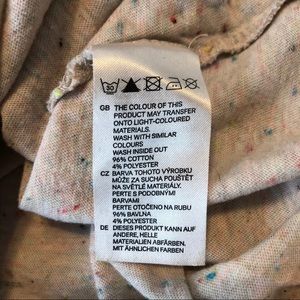 30
GB THE COLOUR OF THIS
PRODUCT MAY TRANSFER
ONTO LIGHT-COLOURED
MATERIALS.
WASH WITH SIMILAR
COLOURS
WASH INSIDE OUT
96% COTTON
4% POLYESTER
CZ BARVA TOHOTO VÝROBKU
MŮŽE ZA SUCHA POUŠTĚT
NA SVĚTLÉ MATERIÁLY.
PERTE S PODOBNÝMI
BARVAMI
PERTE OTOČENO NA RUBU
96% BAVLNA
4% POLYESTER
DE DIESES PRODUKT KANN AUF
ANDERE, HELLE
MATERIALIEN ABFÄRBEN.
MIT ÄHNLICHEN FARBEN